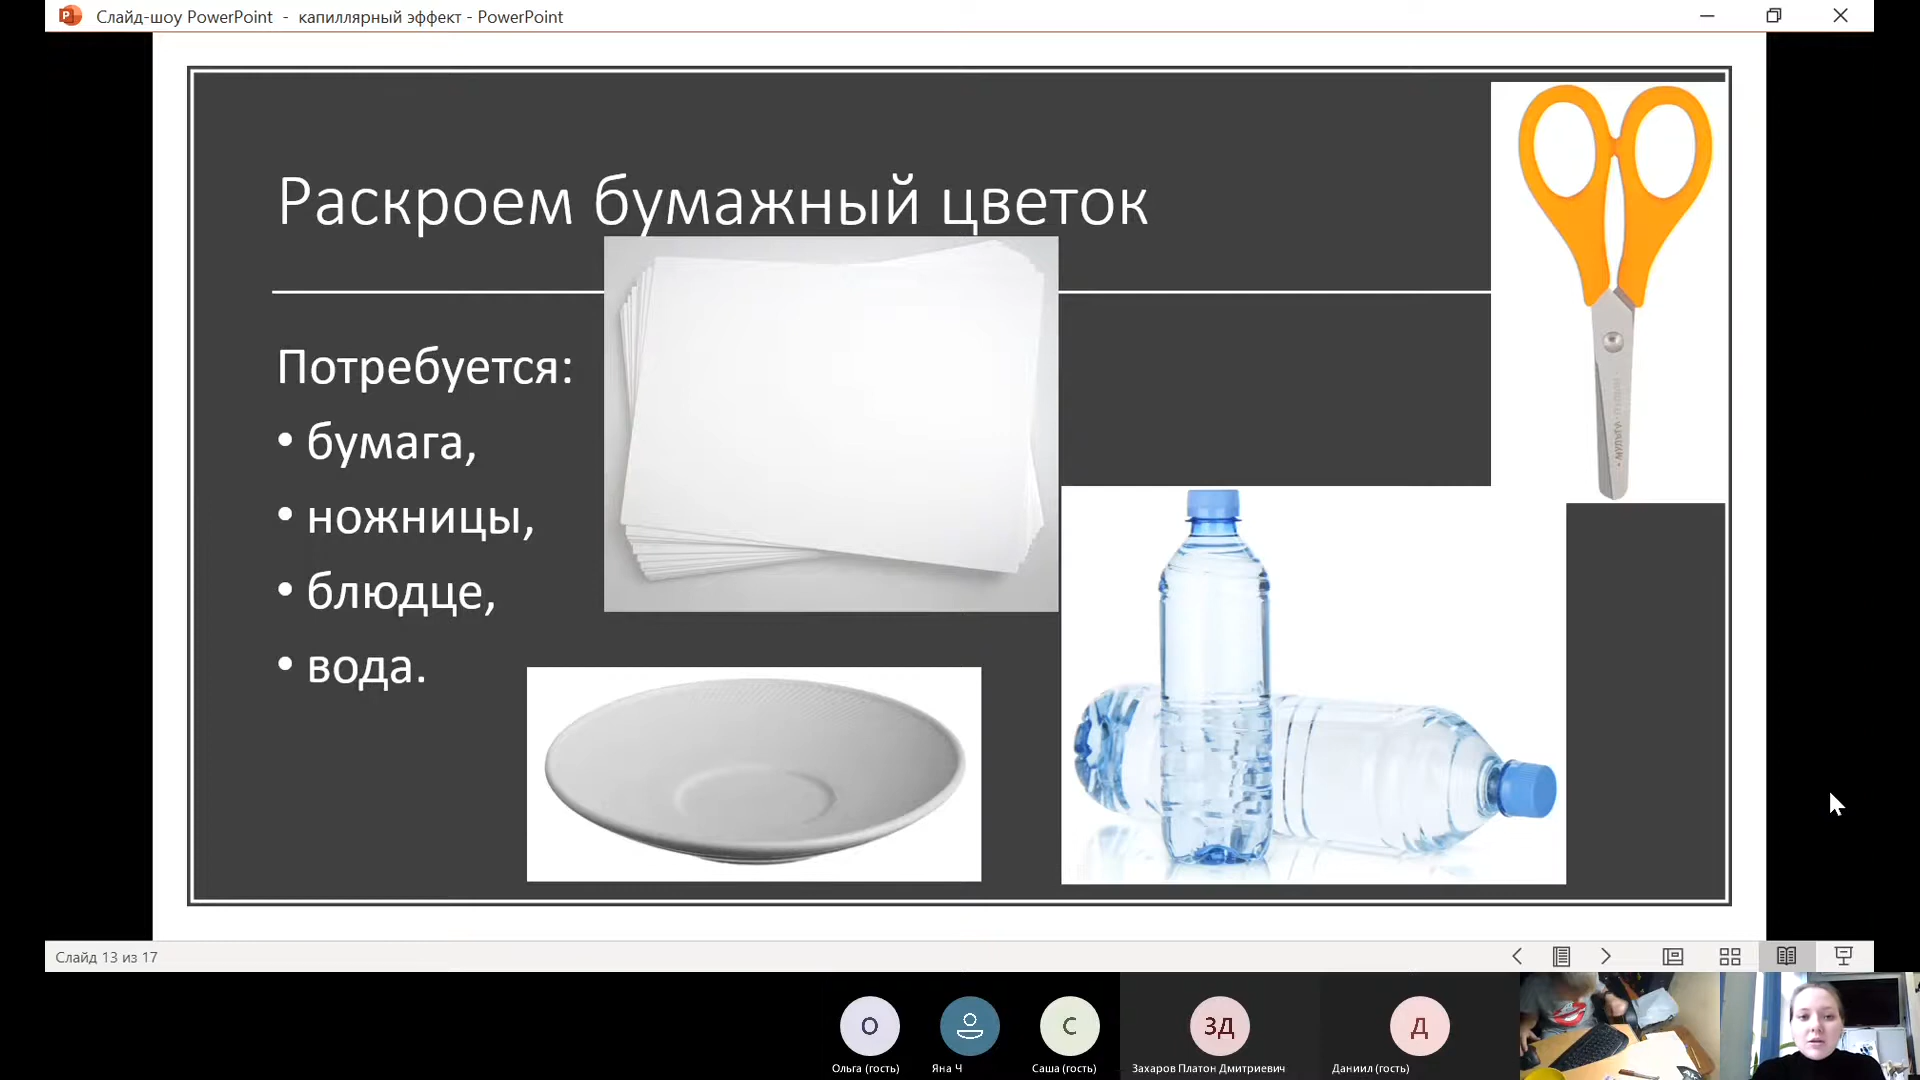 Слайд-шоу PowerPoint - капиллярный эффект - PowerPoint
Раскроем бумажный цветок
Потребуется:
• бумага,
• ножницы,
• блюдце,
• вода.
Слайд 13 из 17
О
С
ЗД
Д
Ольга (гость)
Яна Ч
Саша (гость)
Захаров Платон Дмитриевич
Даниил (гость)